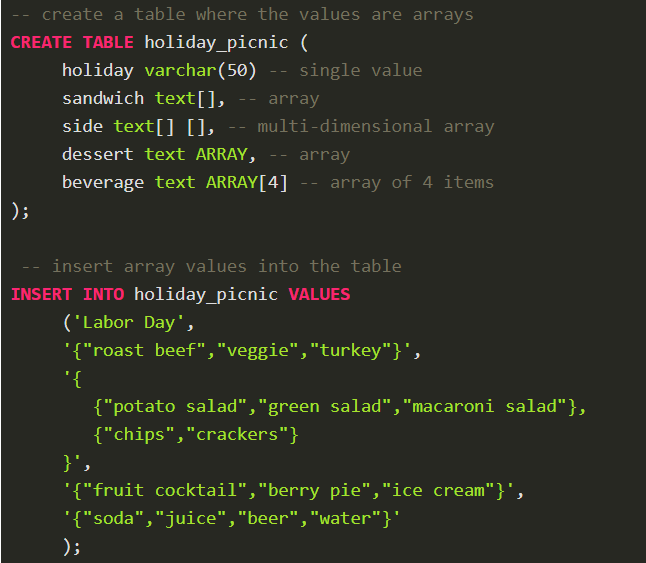 -- create a table where the values are arrays
CREATE TABLE holiday_picnic (
     holiday varchar(50) -- single value
     sandwich text[], -- array
     side text[] [], -- multi-dimensional array
     dessert text ARRAY, -- array
     beverage text ARRAY[4] -- array of 4 items
);

 -- insert array values into the table
INSERT INTO holiday_picnic VALUES
     ('Labor Day',
     '{"roast beef","veggie","turkey"}',
     '{
        {"potato salad","green salad","macaroni salad"},
        {"chips","crackers"}
     }',
     '{"fruit cocktail","berry pie","ice cream"}',
     '{"soda","juice","beer","water"}'
     );